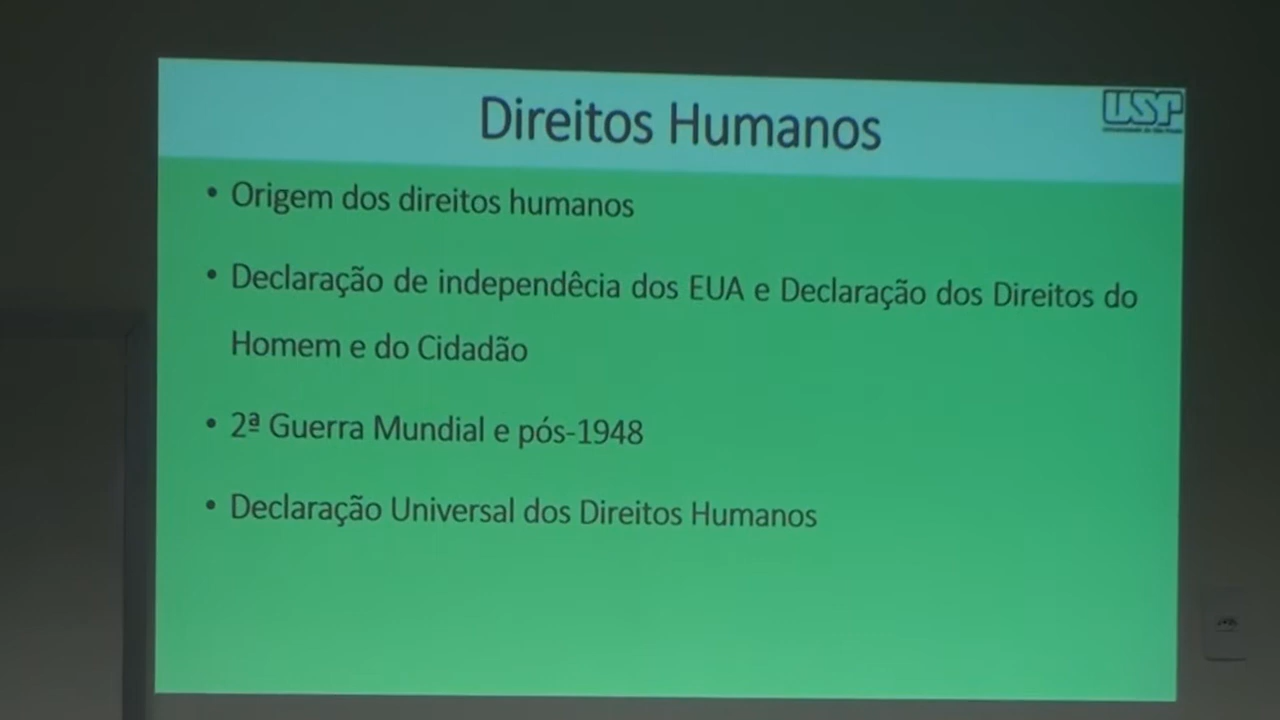 Direitos Humanos
USP
• Origem dos direitos humanos
• Declaração de independêcia dos EUA e Declaração dos Direitos do
Homem e do Cidadão
• 2ª Guerra Mundial e pós-1948
• Declaração Universal dos Direitos Humanos